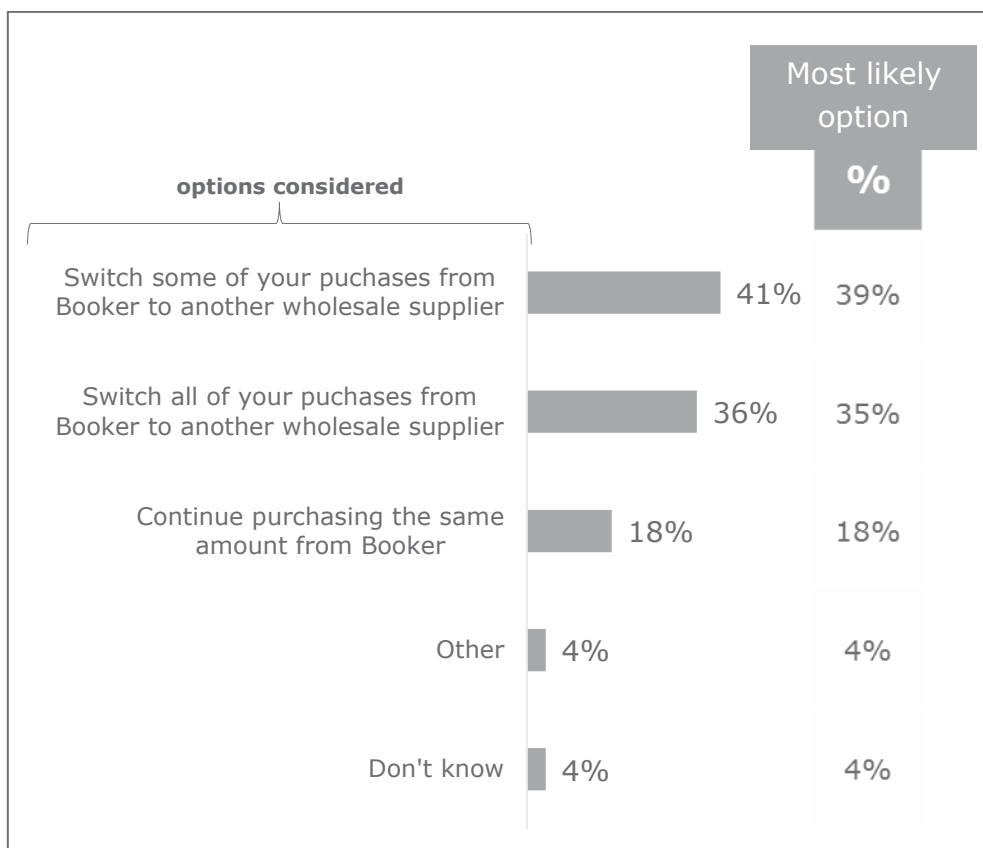 Most likely
option
%
options considered
Switch some of your puchases from
Booker to another wholesale supplier
41%
39%
Switch all of your puchases from
Booker to another wholesale supplier
36%
35%
Continue purchasing the same
amount from Booker
18%
18%
Other
4%
4%
Don't know
4%
4%